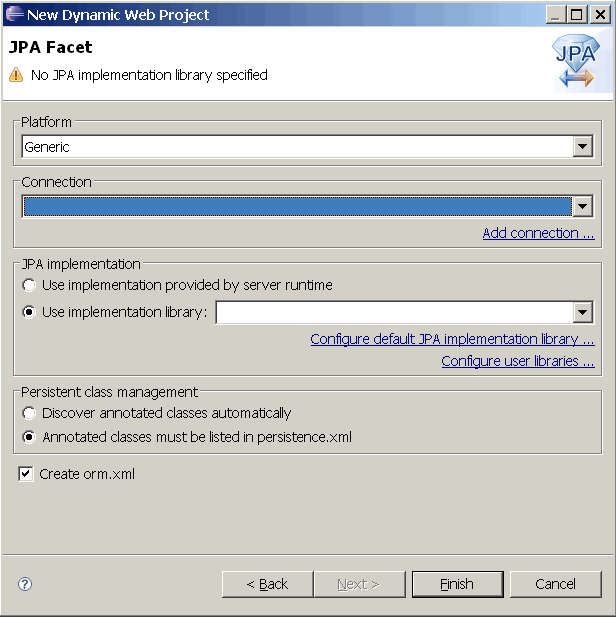 New Dynamic Web Project
JPA Facet
No JPA implementation library specified
JPA
Platform
Generic
Connection
Add connection ...
JPA implementation
Use implementation provided by server runtime
Use implementation library:
Configure default JPA implementation library ...
Configure user libraries ...
Persistent class management
Discover annotated classes automatically
Annotated classes must be listed in persistence.xml
Create orm.xml
? < Back Next > Finish Cancel